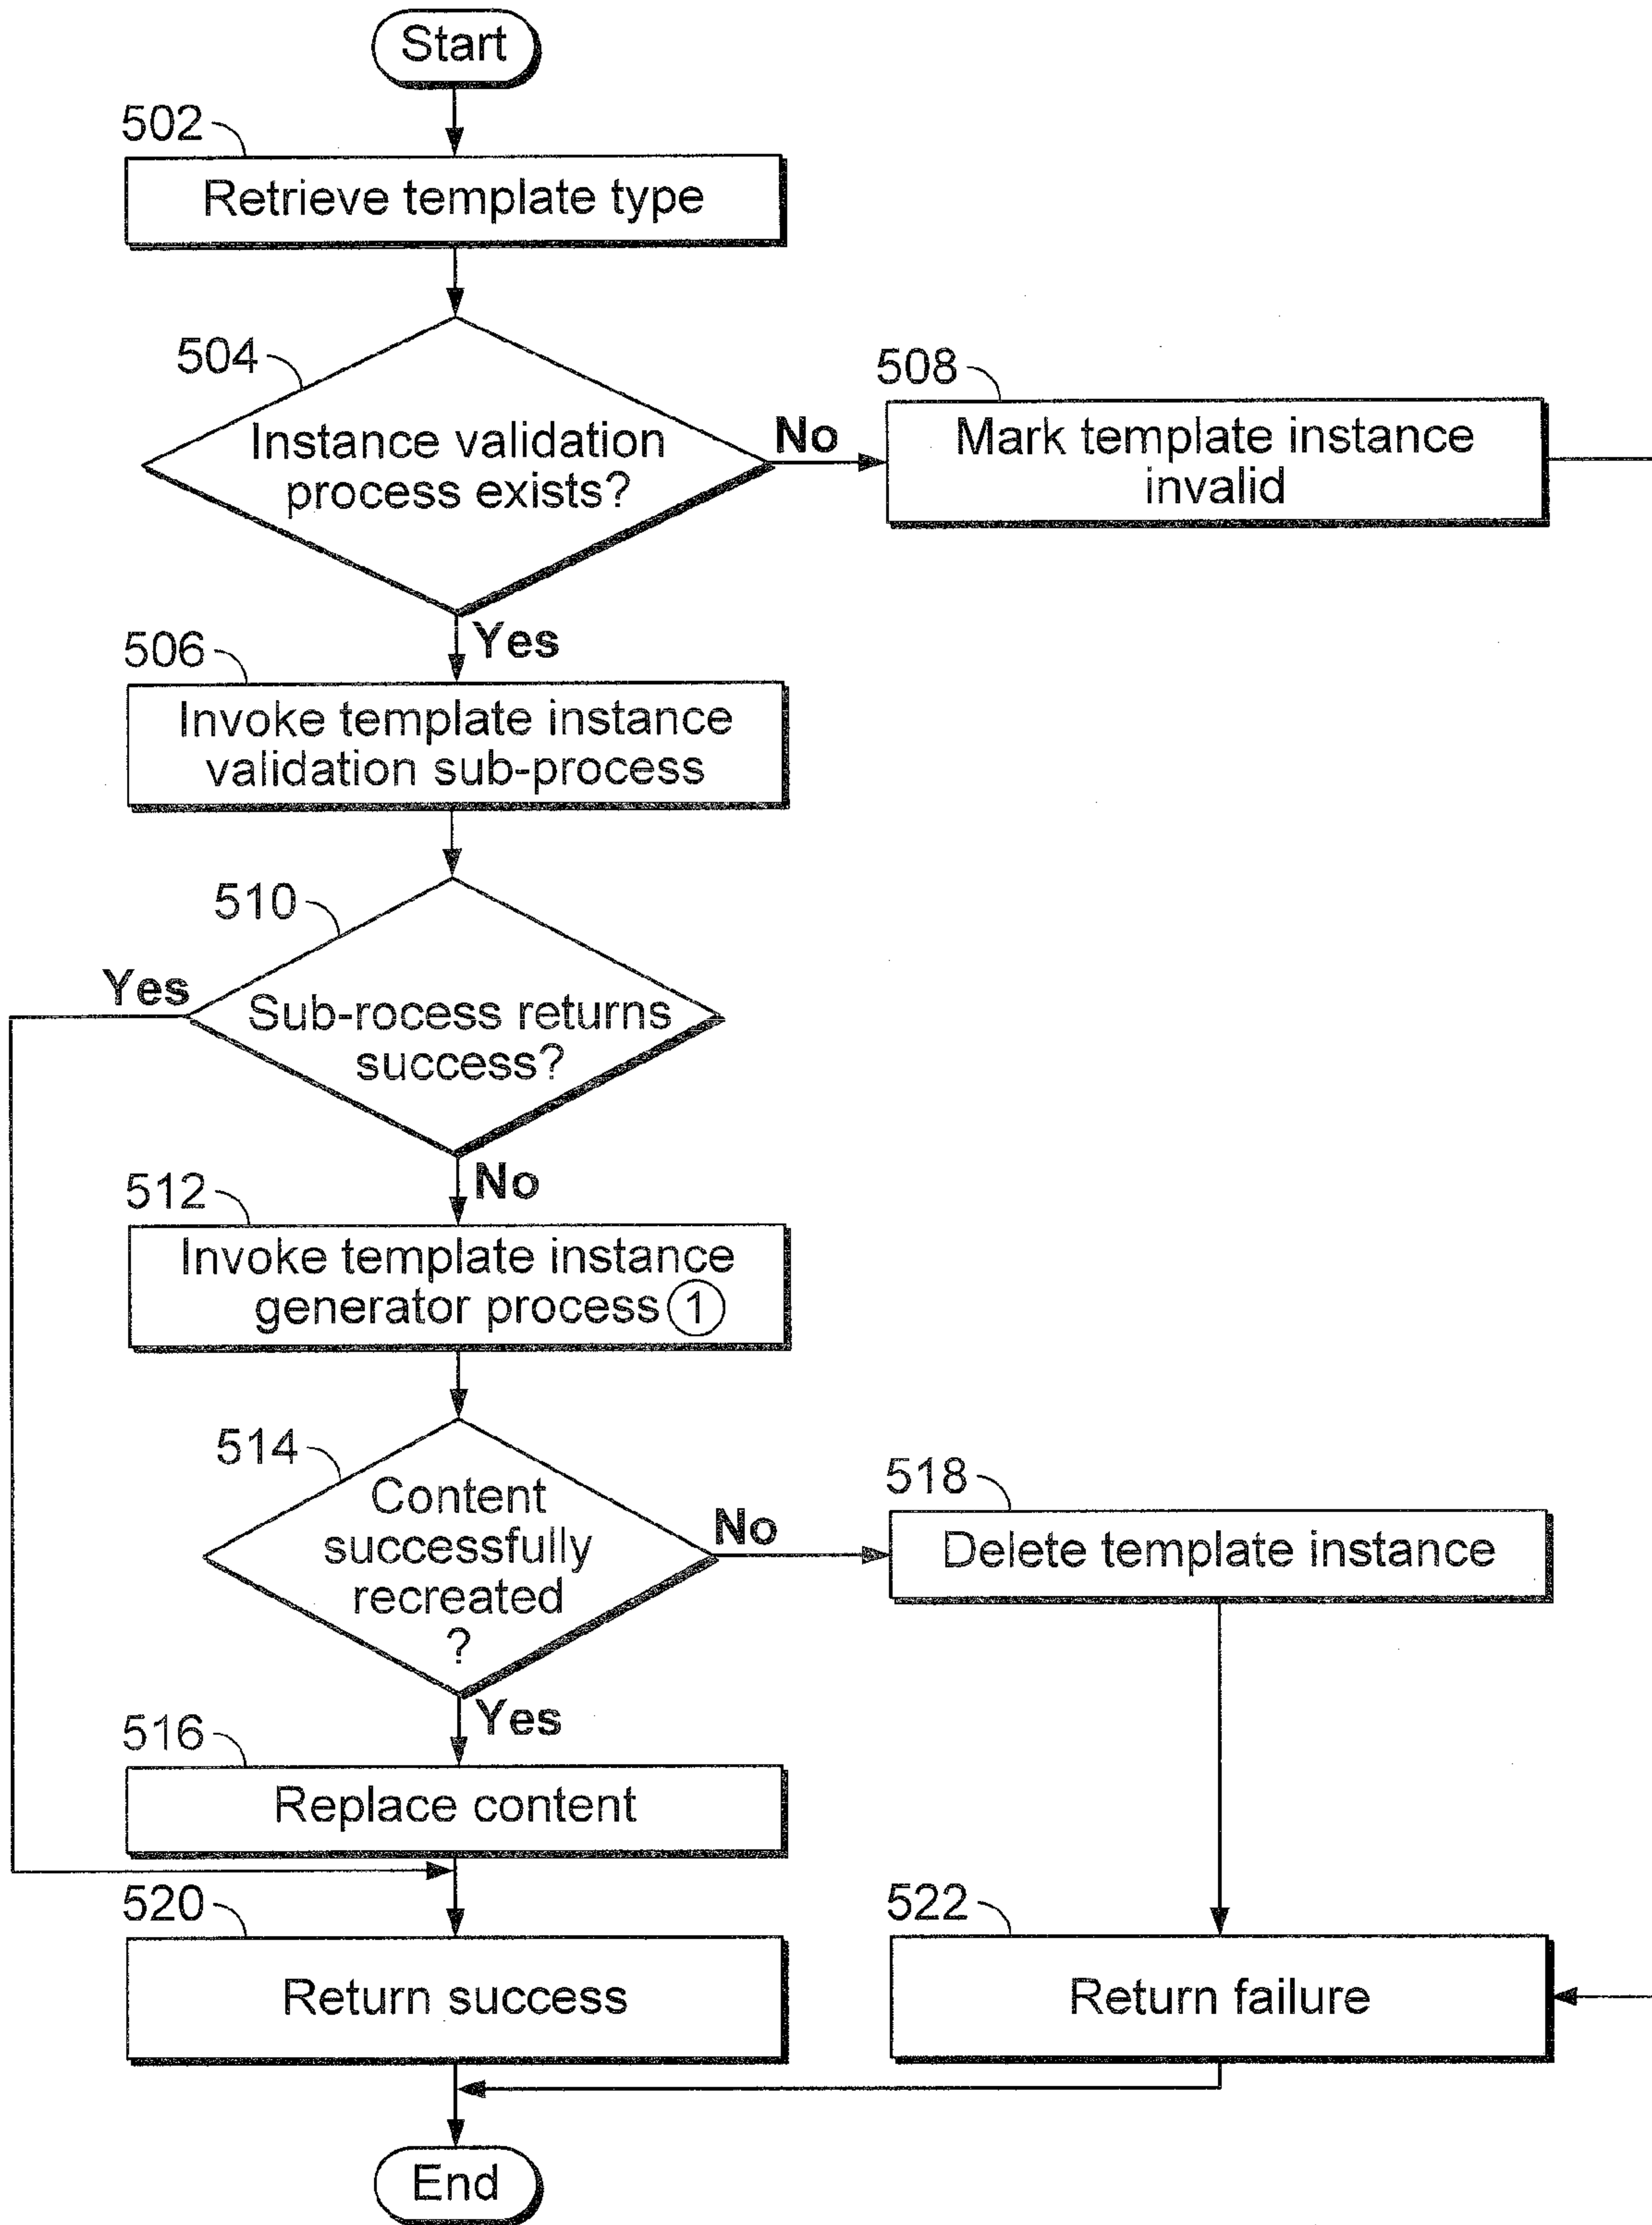 Start
502
Retrieve template type
504
Instance validation
process exists?
No
508
Mark template instance
invalid
Yes
506
Invoke template instance
validation sub-process
510
Yes
Sub-rocess returns
success?
No
512
Invoke template instance
generator process 1
514
Content
successfully
recreated
?
No
518
Delete template instance
Yes
516
Replace content
520
Return success
522
Return failure
End